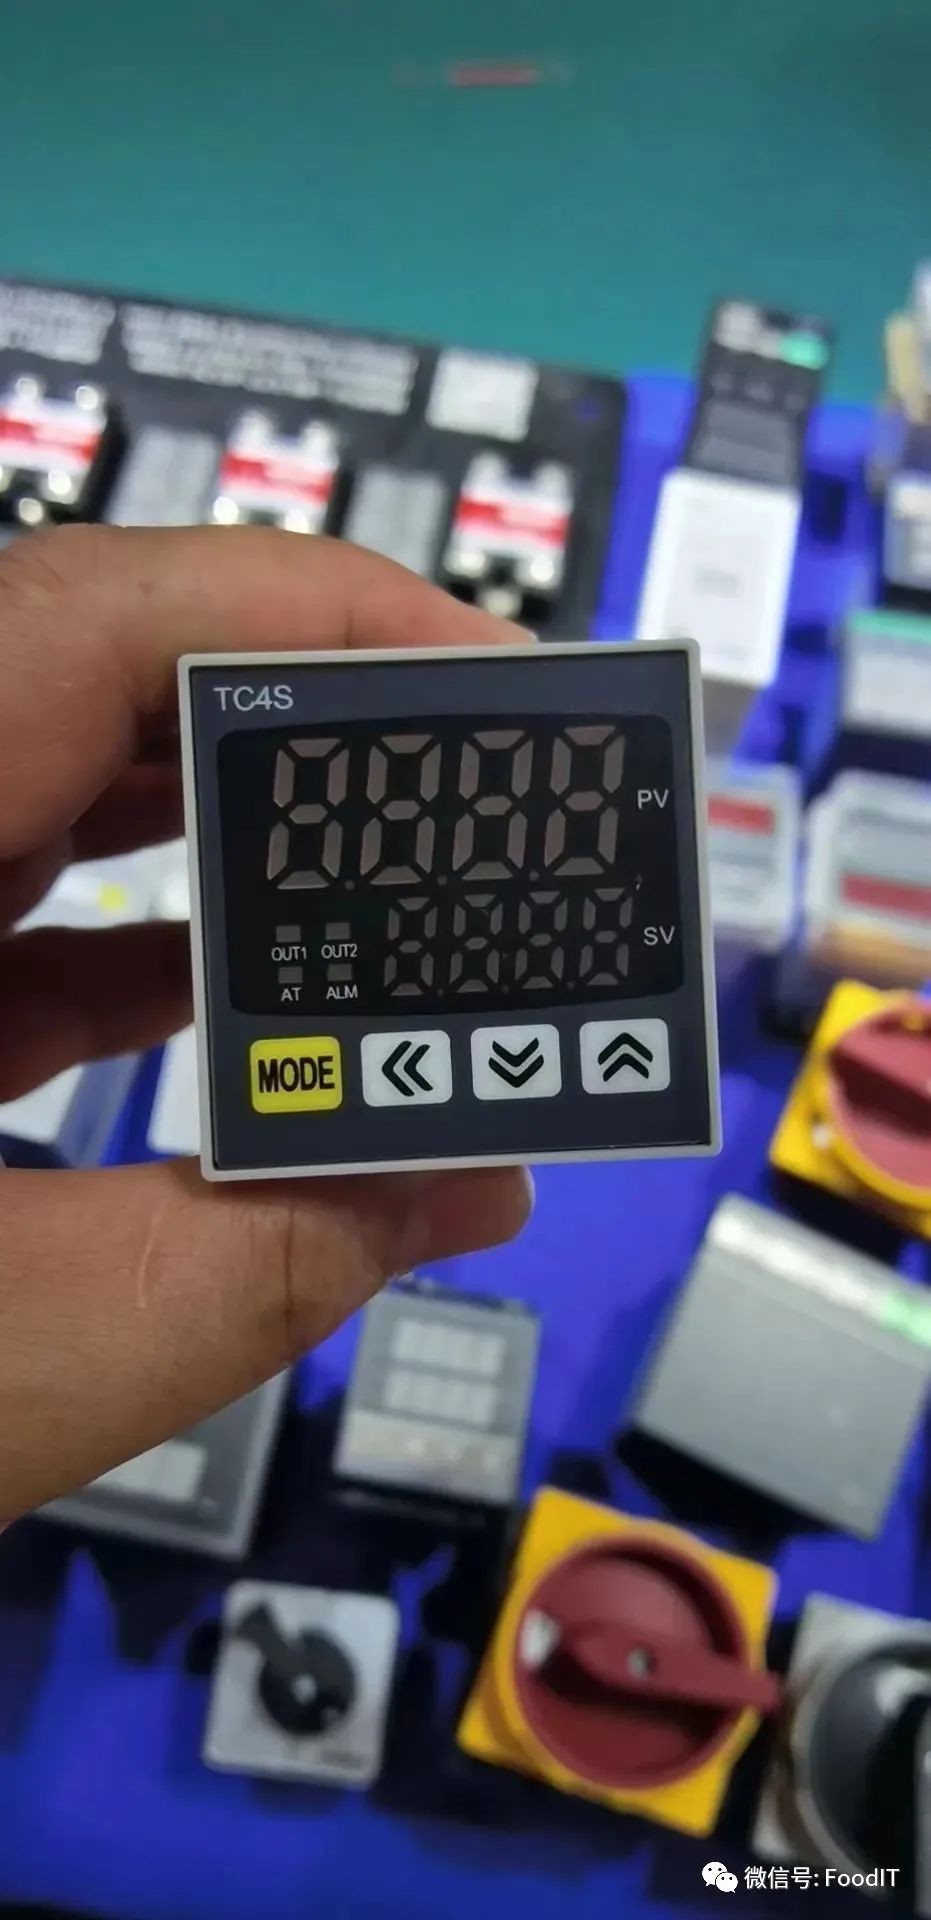 TC4S
PV
SV
OUT1 OUT2
AT ALM
MODE
微信号: FoodIT